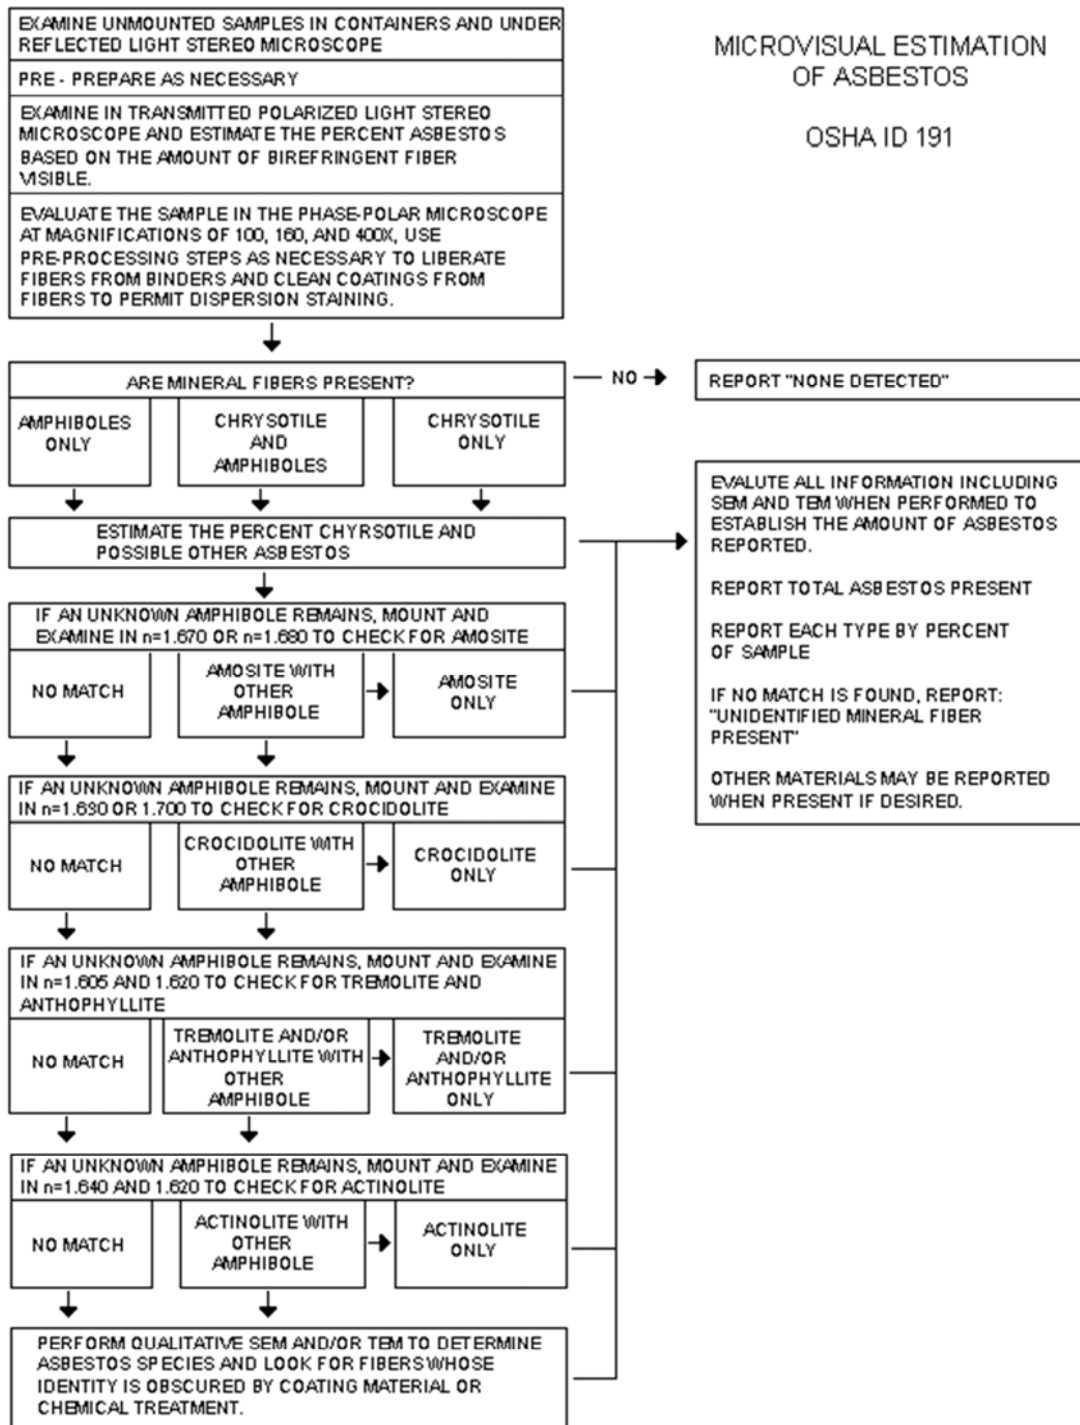 EXAMINE UNMOUNTED SAMPLES IN CONTAINERS AND UNDER
REFLECTED LIGHT STEREO MICROSCOPE
PRE - PREPARE AS NECESSARY
EXAMINE IN TRANSMITTED POLARIZED LIGHT STEREO
MICROSCOPE AND ESTIMATE THE PERCENT ASBESTOS
BASED ON THE AMOUNT OF BIREFRINGENT FIBER
VISIBLE.
EVALUATE THE SAMPLE IN THE PHASE-POLAR MICROSCOPE
AT MAGNIFICATIONS OF 100, 160, AND 400X, USE
PRE-PROCESSING STEPS AS NECESSARY TO LIBERATE
FIBERS FROM BINDERS AND CLEAN COATINGS FROM
FIBERS TO PERMIT DISPERSION STAINING.
MICROVISUAL ESTIMATION
OF ASBESTOS
OSHA ID 191
ARE MINERAL FIBERS PRESENT?
NO
REPORT "NONE DETECTED"
AMPHIBOLES
ONLY
CHRYSOTILE
AND
AMPHIBOLES
CHRYSOTILE
ONLY
ESTIMATE THE PERCENT CHYRSOTILE AND
POSSIBLE OTHER ASBESTOS
EVALUTE ALL INFORMATION INCLUDING
SEM AND TEM WHEN PERFORMED TO
ESTABLISH THE AMOUNT OF ASBESTOS
REPORTED.
REPORT TOTAL ASBESTOS PRESENT
REPORT EACH TYPE BY PERCENT
OF SAMPLE
IF NO MATCH IS FOUND, REPORT:
"UNIDENTIFIED MINERAL FIBER
PRESENT"
OTHER MATERIALS MAY BE REPORTED
WHEN PRESENT IF DESIRED.
IF AN UNKNOWN AMPHIBOLE REMAINS, MOUNT AND
EXAMINE IN n=1.670 OR n=1.680 TO CHECK FOR AMOSITE
NO MATCH
AMOSITE WITH
OTHER
AMPHIBOLE
AMOSITE
ONLY
IF AN UNKNOWN AMPHIBOLE REMAINS, MOUNT AND EXAMINE
IN n=1.690 OR 1.700 TO CHECK FOR CROCIDOLITE
NO MATCH
CROCIDOLITE WITH
OTHER
AMPHIBOLE
CROCIDOLITE
ONLY
IF AN UNKNOWN AMPHIBOLE REMAINS, MOUNT AND EXAMINE
IN n=1.605 AND 1.620 TO CHECK FOR TREMOLITE AND
ANTHOPHYLLITE
NO MATCH
TREMOLITE AND/OR
ANTHOPHYLLITE WITH
OTHER
AMPHIBOLE
TREMOLITE
AND/OR
ANTHOPHYLLITE
ONLY
IF AN UNKNOWN AMPHIBOLE REMAINS, MOUNT AND EXAMINE
IN n=1.640 AND 1.620 TO CHECK FOR ACTINOLITE
NO MATCH
ACTINOLITE WITH
OTHER
AMPHIBOLE
ACTINOLITE
ONLY
PERFORM QUALITATIVE SEM AND/OR TEM TO DETERMINE
ASBESTOS SPECIES AND LOOK FOR FIBERS WHOSE
IDENTITY IS OBSCURED BY COATING MATERIAL OR
CHEMICAL TREATMENT.